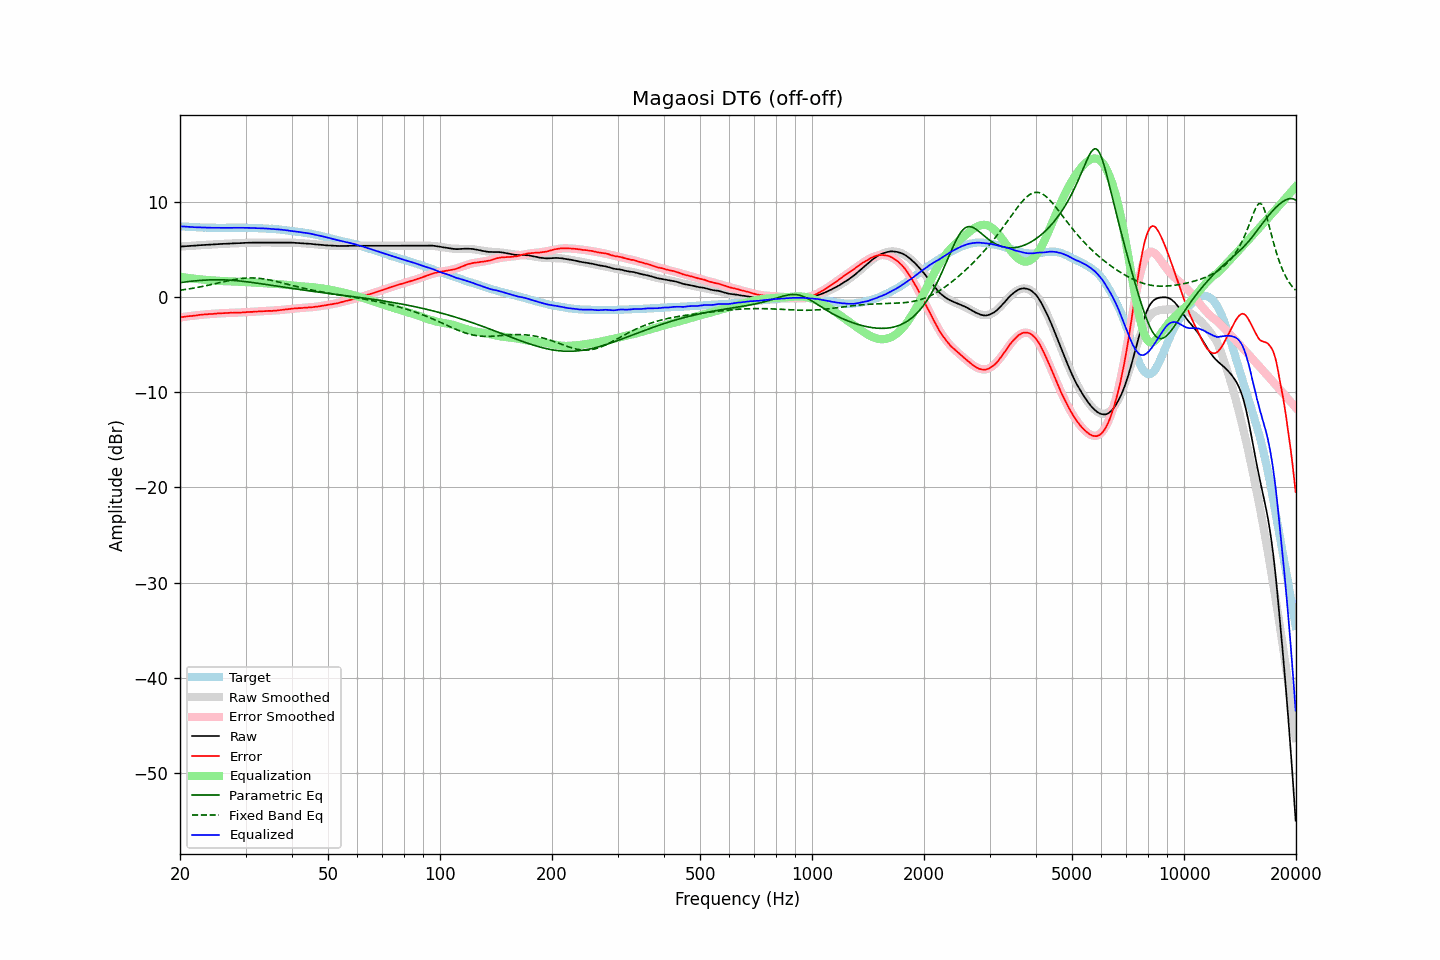 Magaosi DT6 (off-off)
10
0
−10
−20
−30
−40
−50
Amplitude (dBr)
Target
Raw Smoothed
Error Smoothed
Raw
Error
Equalization
Parametric Eq
Fixed Band Eq
Equalized
20 50 100 200 500 1000 2000 5000 10000 20000
Frequency (Hz)